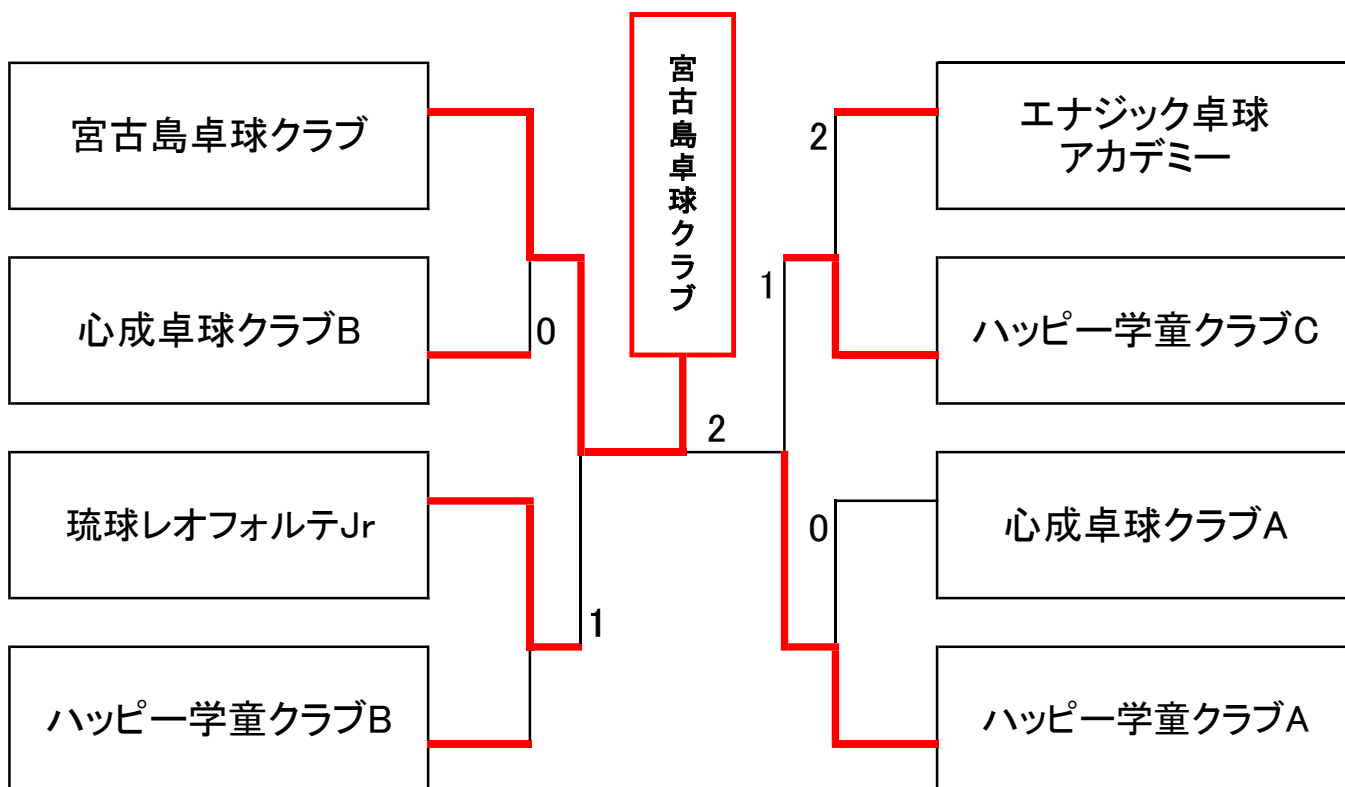 宮古島卓球クラブ
宮古島卓球クラブ
心成卓球クラブB
0
琉球レオフォルテJr
1
ハッピー学童クラブB
2
エナジック卓球
アカデミー
2
1
ハッピー学童クラブC
心成卓球クラブA
0
ハッピー学童クラブA